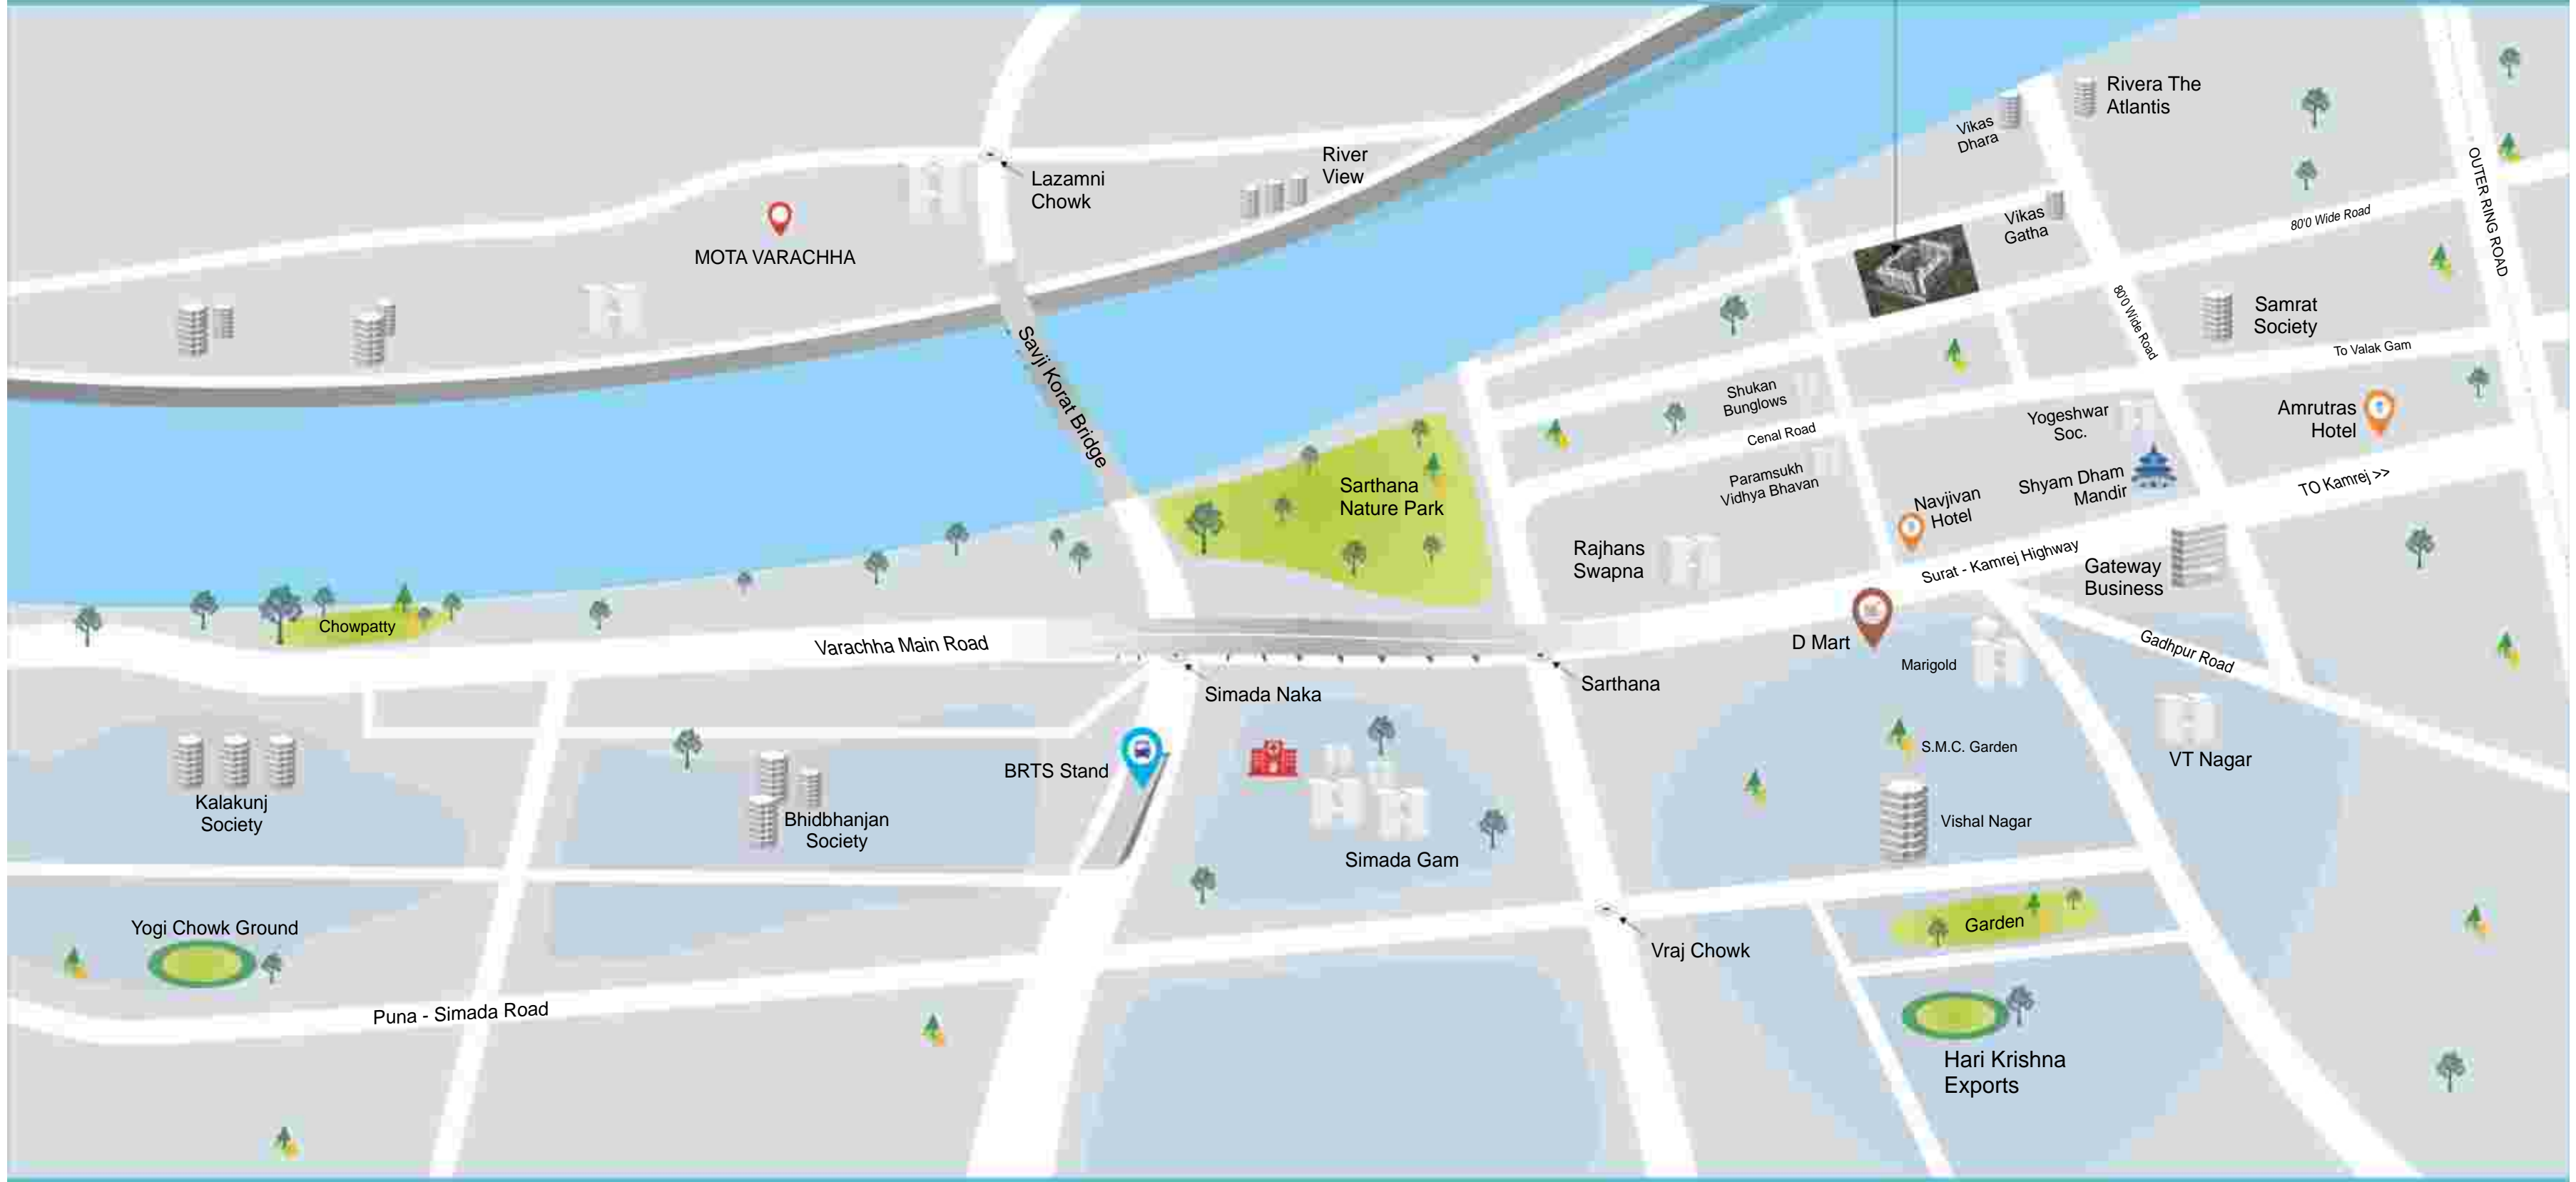 Rivera The
Atlantis
Vikas
Dhara
River
View
Lazamni
Chowk
MOTA VARACHHA
Vikas
Gatha
80'0 Wide Road
OUTER RING ROAD
80'0 Wide Road
Samrat
Society
To Valak Gam
Savji Korat Bridge
Shukan
Bunglows
Cenal Road
Yogeshwar
Soc.
Amrutras
Hotel
Paramsukh
Vidhya Bhavan
Shyam Dham
Mandir
TO Kamrej >>
Sarthana
Nature Park
Navjivan
Hotel
Rajhans
Swapna
Surat - Kamrej Highway
Gateway
Business
Chowpatty
Varachha Main Road
D Mart
Gadhpur Road
Marigold
Simada Naka
Sarthana
S.M.C. Garden
VT Nagar
BRTS Stand
Kalakunj
Society
Bhidbhanjan
Society
Vishal Nagar
Simada Gam
Yogi Chowk Ground
Garden
Vraj Chowk
Puna - Simada Road
Hari Krishna
Exports